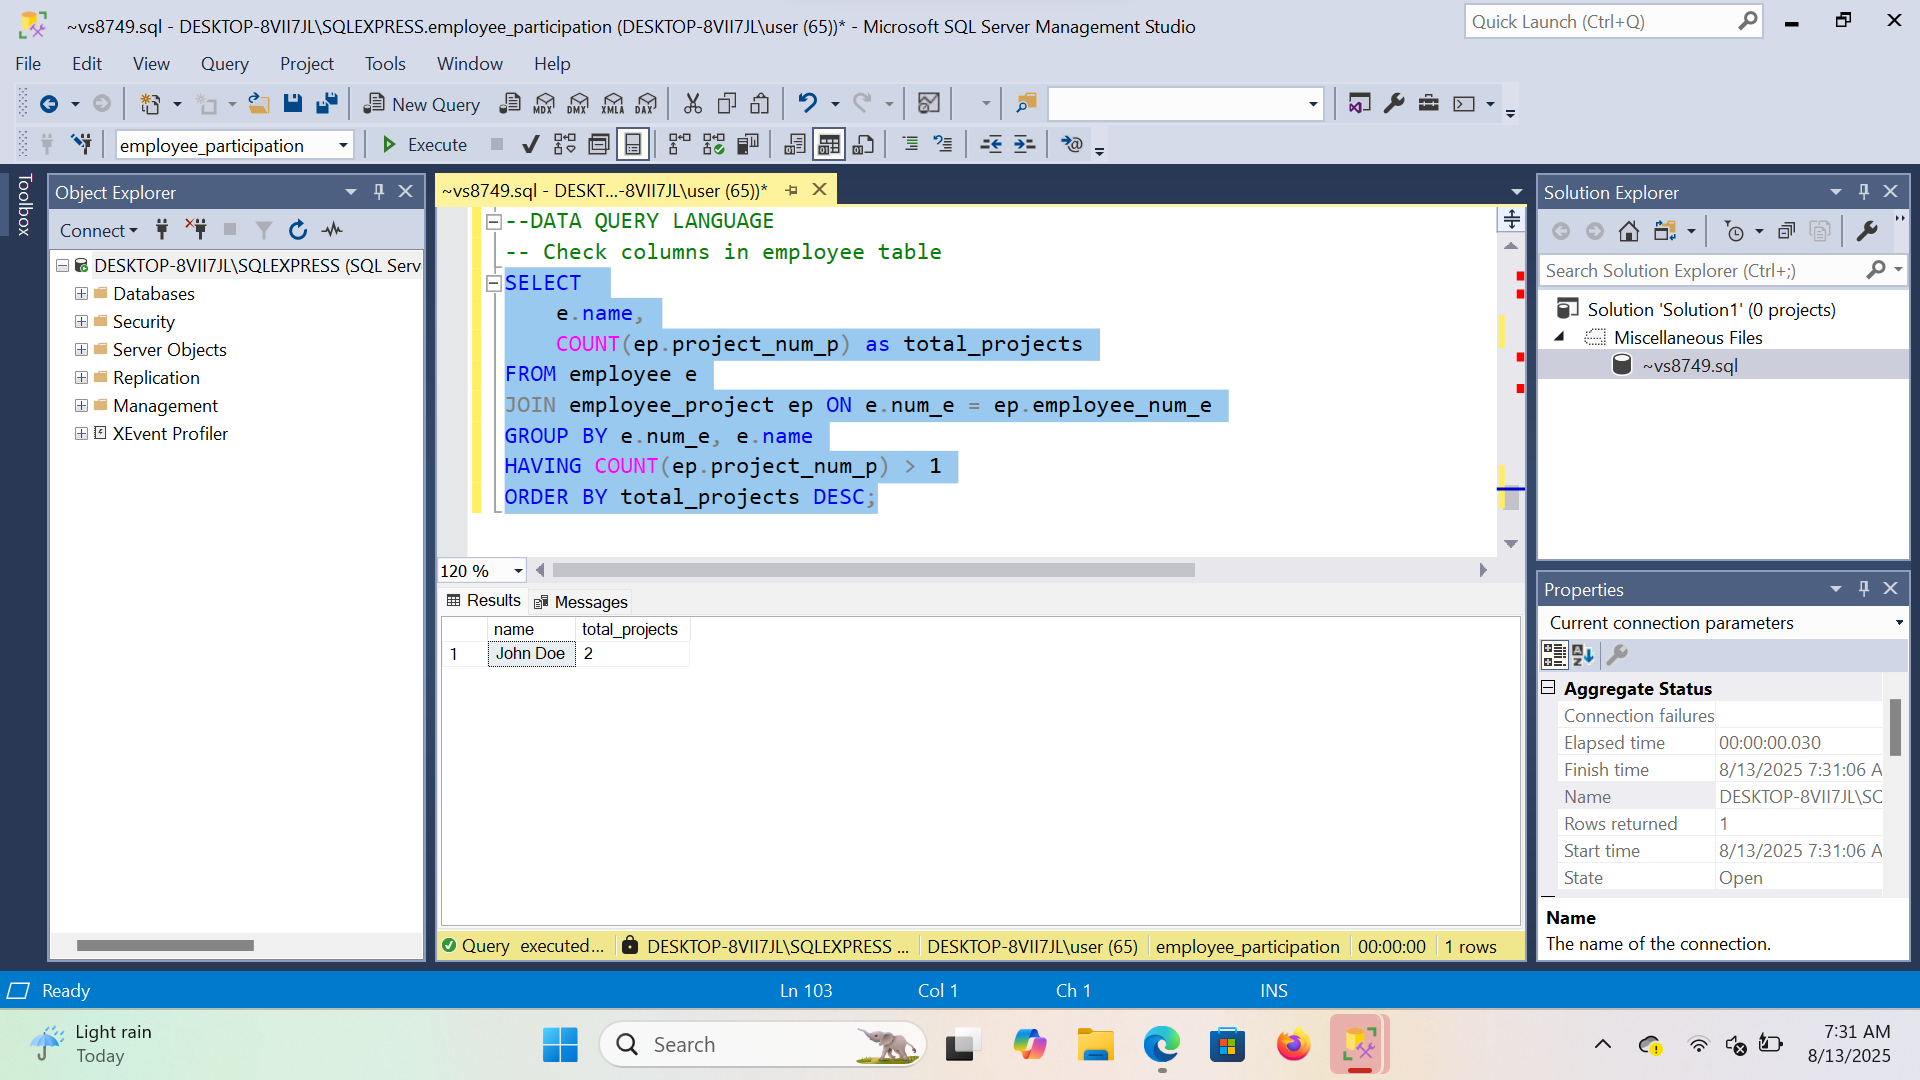 ~vs8749.sql - DESKTOP-8VII7JL\SQLEXPRESS.employee_participation (DESKTOP-8VII7JL\user (65))* - Microsoft SQL Server Management Studio
Quick Launch (Ctrl+Q)
File Edit View Query Project Tools Window Help
New Query MDX DMX XMLA DAX
employee_participation Execute
Toolbox
Object Explorer
Connect
DESKTOP-8VII7JL\SQLEXPRESS (SQL Serv
Databases
Security
Server Objects
Replication
Management
XEvent Profiler
~vs8749.sql - DESKT...-8VII7JL\user (65))*
--DATA QUERY LANGUAGE
-- Check columns in employee table
SELECT
e.name,
COUNT(ep.project_num_p) as total_projects
FROM employee e
JOIN employee_project ep ON e.num_e = ep.employee_num_e
GROUP BY e.num_e, e.name
HAVING COUNT(ep.project_num_p) > 1
ORDER BY total_projects DESC;
120 %
Results Messages
name total_projects
1 John Doe 2
Query executed... DESKTOP-8VII7JL\SQLEXPRESS ... DESKTOP-8VII7JL\user (65) employee_participation 00:00:00 1 rows
Solution Explorer
Search Solution Explorer (Ctrl+;)
Solution 'Solution1' (0 projects)
Miscellaneous Files
~vs8749.sql
Properties
Current connection parameters
Aggregate Status
Connection failures
Elapsed time 00:00:00.030
Finish time 8/13/2025 7:31:06 A
Name DESKTOP-8VII7JL\SQ
Rows returned 1
Start time 8/13/2025 7:31:06 A
State Open
Name
The name of the connection.
Ready Ln 103 Col 1 Ch 1 INS
Light rain
Today
Search
7:31 AM
8/13/2025